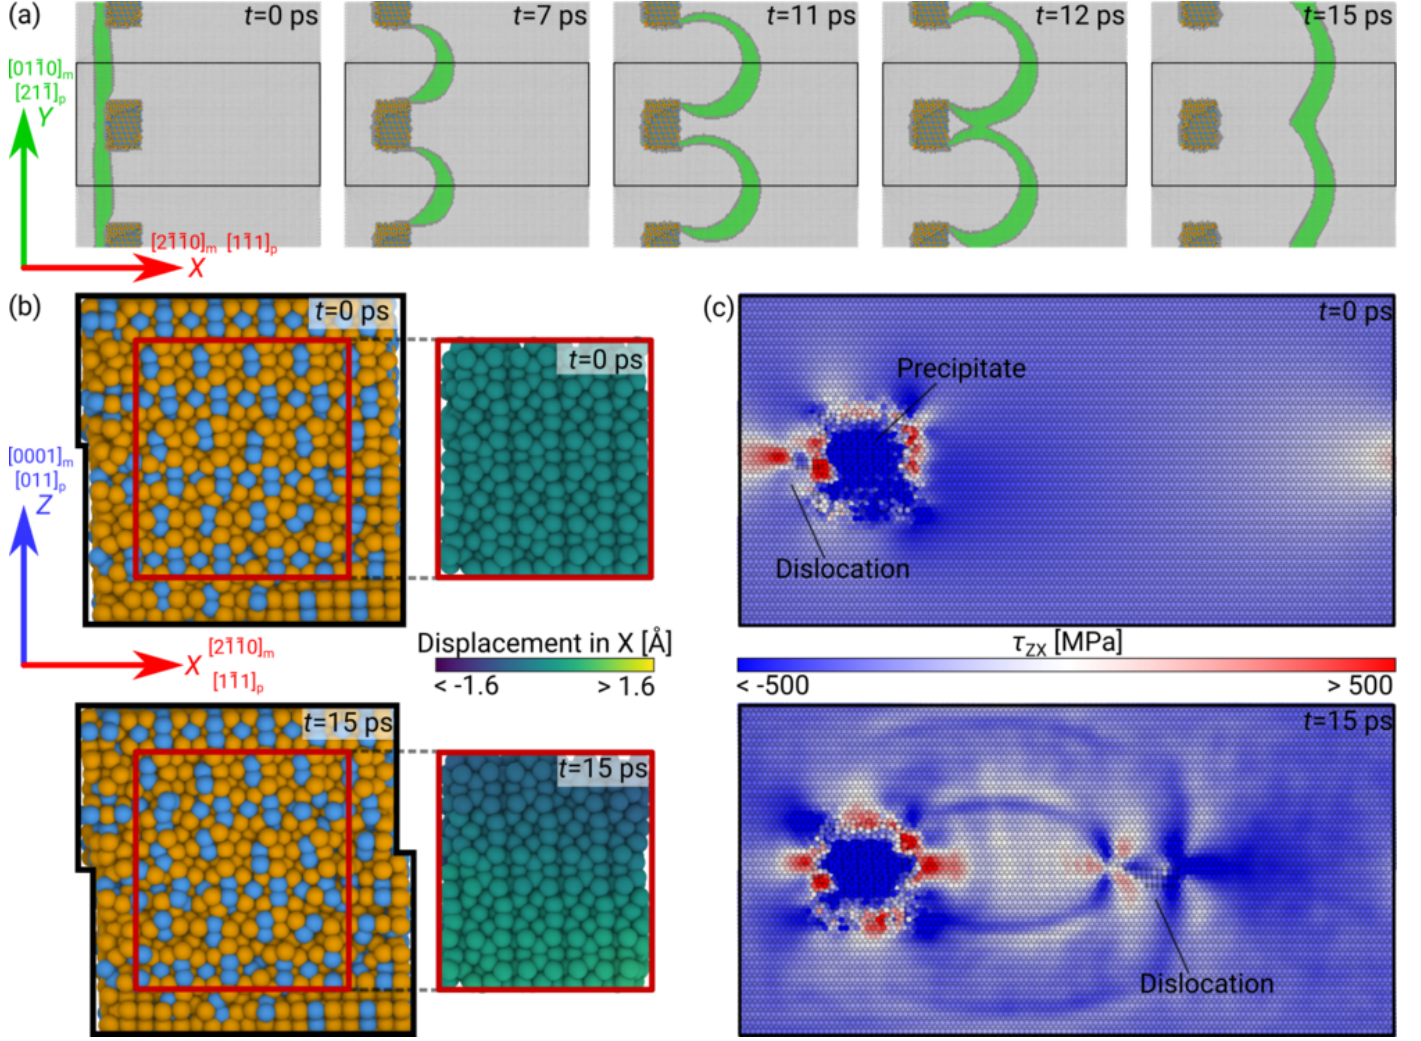 (a)
t=0 ps
t=7 ps
t=11 ps
t=12 ps
t=15 ps
[011̄0]ₘ
[211̄]ₚ
Y
[21̄1̄0]ₘ [11̄1]ₚ
X
(b)
t=0 ps
t=0 ps
(c)
t=0 ps
Precipitate
Dislocation
[0001]ₘ
[011]ₚ
Z
X [21̄1̄0]ₘ
[11̄1]ₚ
Displacement in X [Å]
< -1.6 > 1.6
τZX [MPa]
< -500 > 500
t=15 ps
t=15 ps
t=15 ps
Dislocation